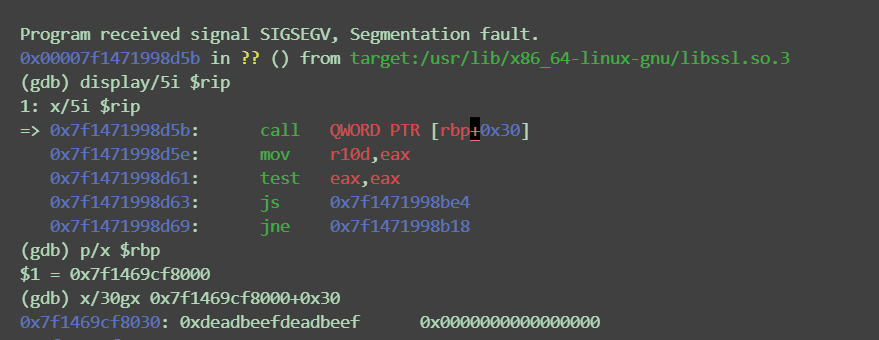 Program received signal SIGSEGV, Segmentation fault.
0x00007f1471998d5b in ?? () from target:/usr/lib/x86_64-linux-gnu/libssl.so.3
(gdb) display/5i $rip
1: x/5i $rip
=> 0x7f1471998d5b: call QWORD PTR [rbp+0x30]
0x7f1471998d5e: mov r10d,eax
0x7f1471998d61: test eax,eax
0x7f1471998d63: js 0x7f1471998be4
0x7f1471998d69: jne 0x7f1471998b18
(gdb) p/x $rbp
$1 = 0x7f1469cf8000
(gdb) x/30gx 0x7f1469cf8000+0x30
0x7f1469cf8030: 0xdeadbeefdeadbeef 0x0000000000000000